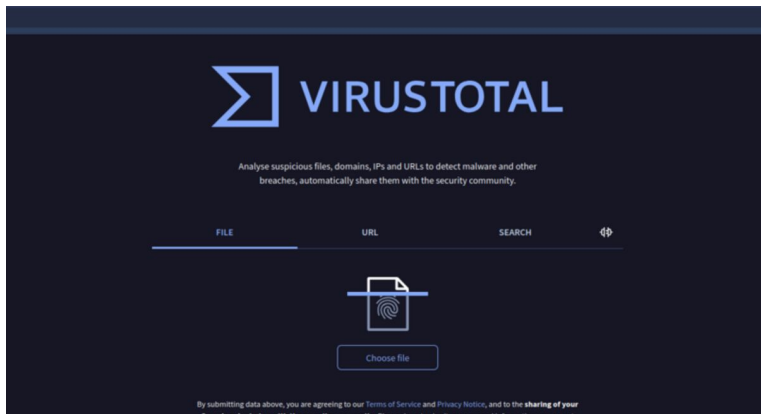 VIRUSTOTAL
Analyse suspicious files, domains, IPs and URLs to detect malware and other
breaches, automatically share them with the security community.
FILE URL SEARCH
Choose file
By submitting data above, you are agreeing to our Terms of Service and Privacy Notice, and to the sharing of your